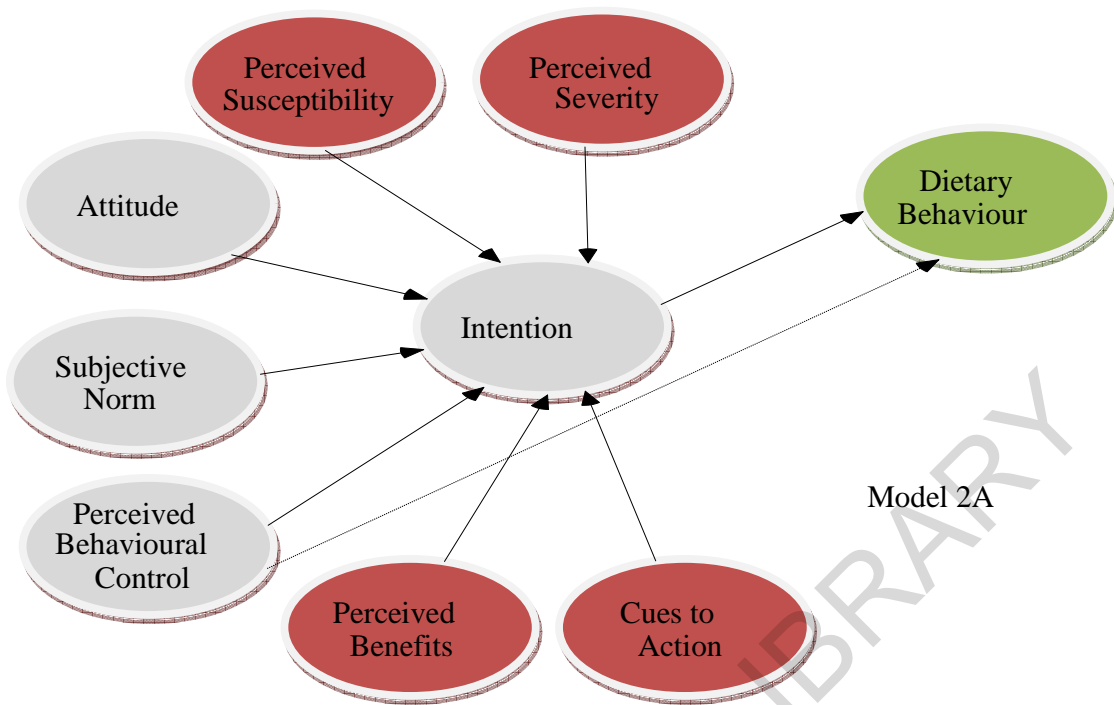 Perceived
Susceptibility
Perceived
Severity
Attitude
Dietary
Behaviour
Intention
Subjective
Norm
Perceived
Behavioural
Control
Model 2A
Perceived
Benefits
Cues to
Action
IBRARY